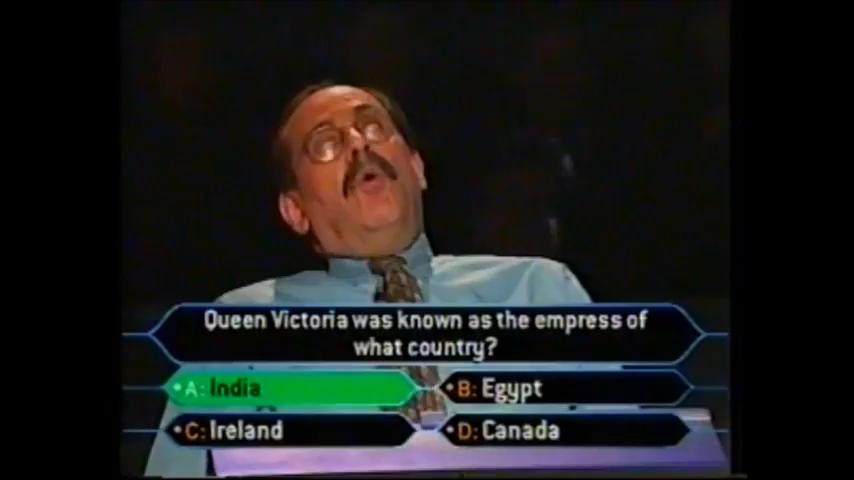 Queen Victoria was known as the empress of
what country?
A: India
B: Egypt
C: Ireland
D: Canada